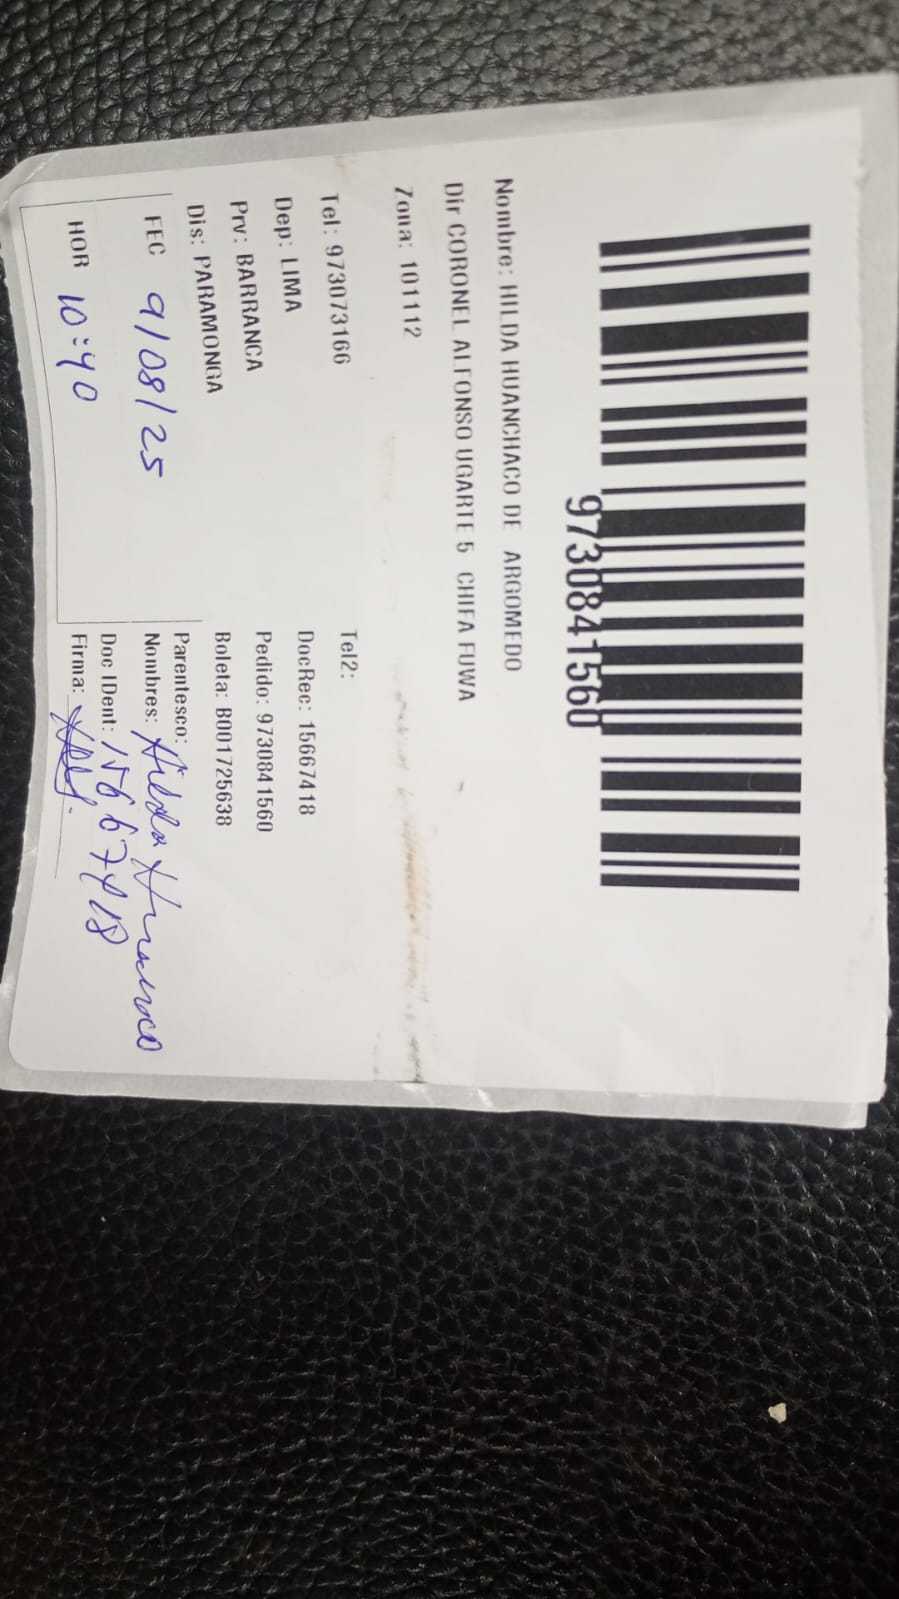 9730841560
Nombre: HILDA HUANCHACO DE ARGOMEDO
Dir CORONEL ALFONSO UGARTE 5 CHIFA FUWA
Zona: 101112
Tel: 973073166
Tel2:
Dep: LIMA
DocRec: 15667418
Prv: BARRANCA
Pedido: 9730841560
Dis: PARAMONGA
Boleta: B001725638
Parentesco:
FEC 9/08/25
Nombres: Hilda Huanchaco
Doc IDent: 15667418
HOR 10:40
Firma: